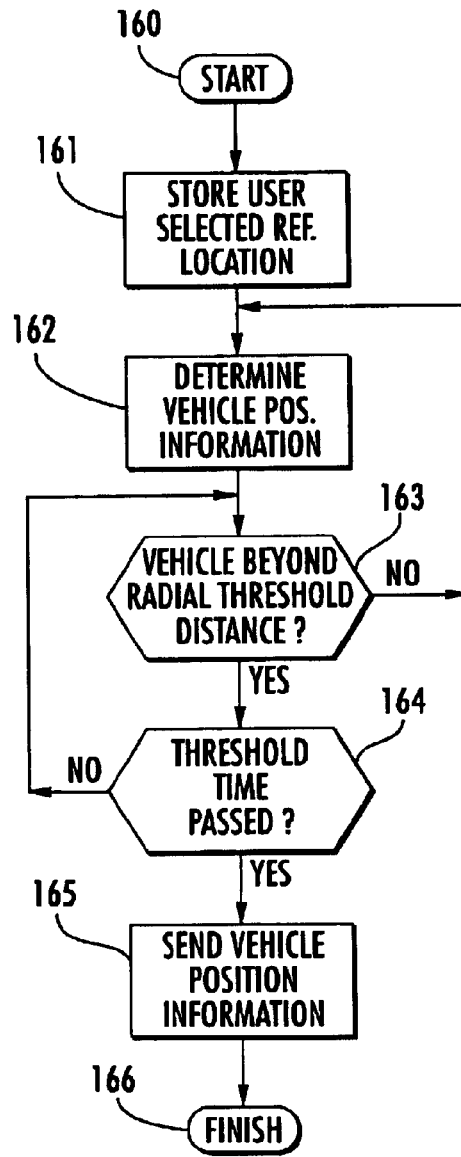 160
START
161
STORE USER
SELECTED REF.
LOCATION
162
DETERMINE
VEHICLE POS.
INFORMATION
163
VEHICLE BEYOND
RADIAL THRESHOLD
DISTANCE ?
NO
YES
164
THRESHOLD
TIME
PASSED ?
NO
YES
165
SEND VEHICLE
POSITION
INFORMATION
166
FINISH